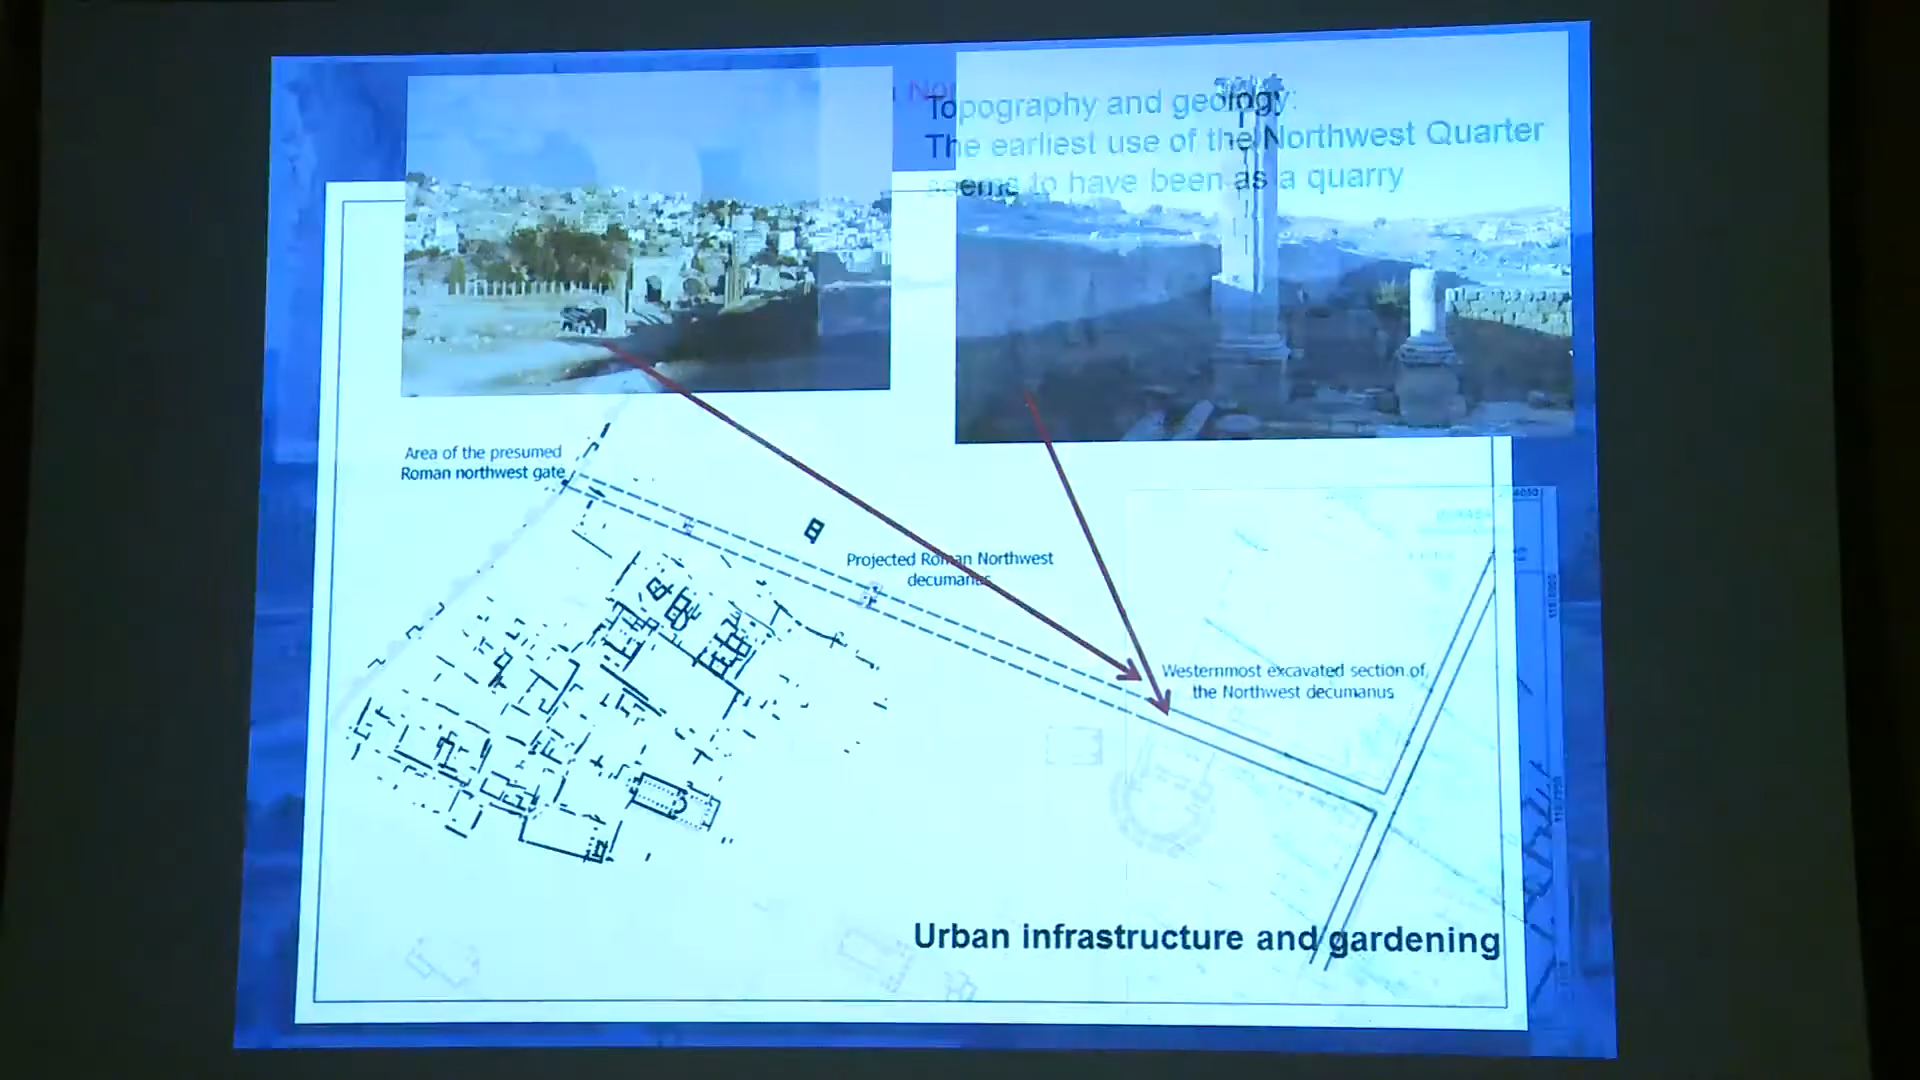 Topography and geology:
The earliest use of the Northwest Quarter
seems to have been as a quarry
Area of the presumed
Roman northwest gate
Projected Roman Northwest
decumanus
Westernmost excavated section of
the Northwest decumanus
Urban infrastructure and gardening